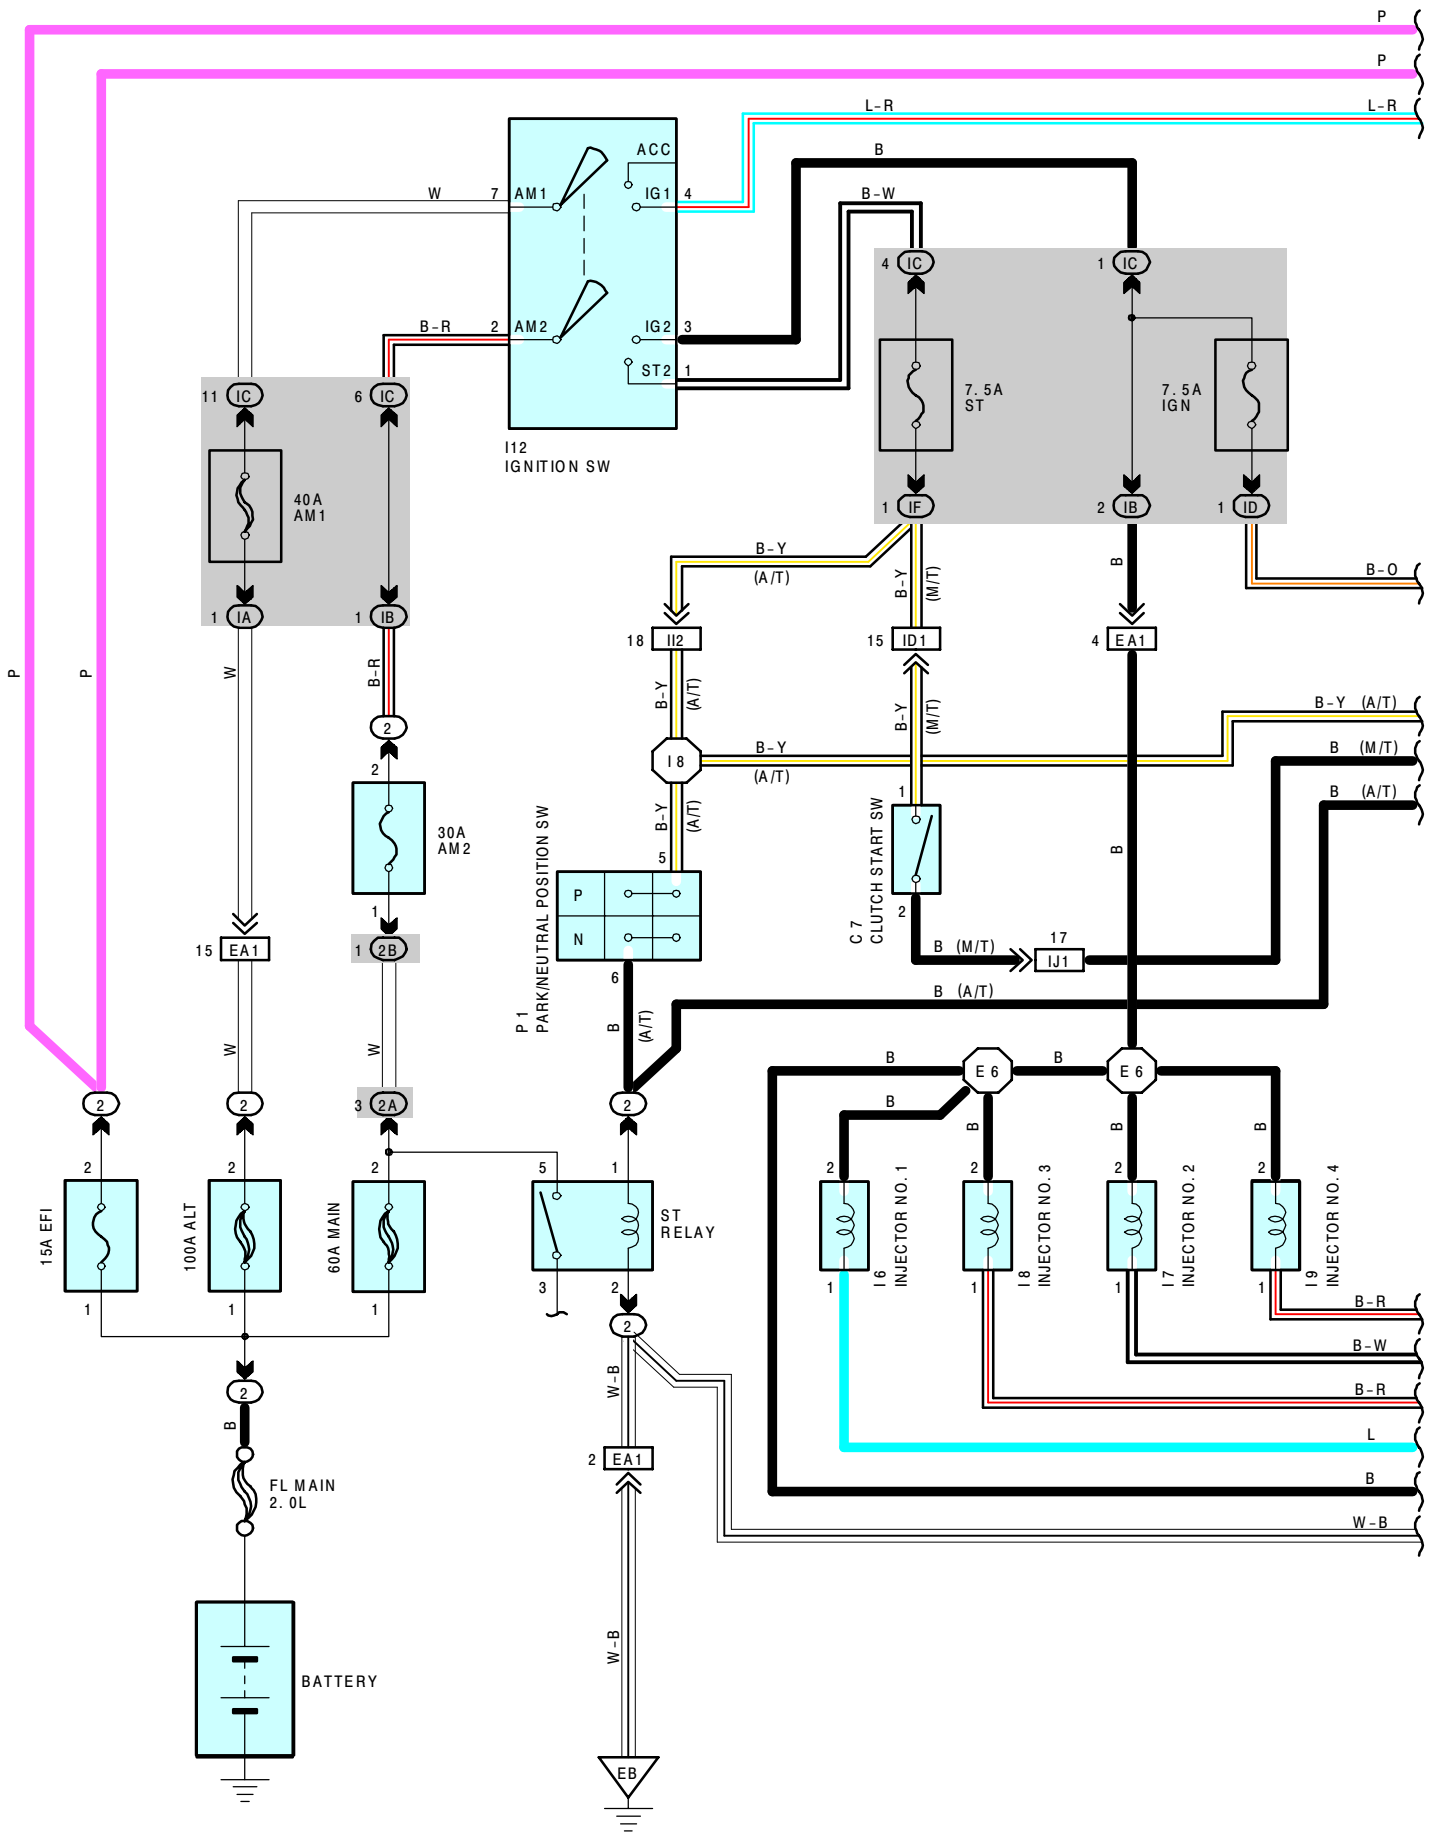 P
P
L-R
L-R
B
ACC
W
7
AM1
IG1
4
B-W
4
IC
1
IC
B-R
2
AM2
IG2
3
ST2
1
11
IC
6
IC
7.5A
ST
7.5A
IGN
I12
IGNITION SW
40A
AM1
1
IF
2
IB
1
ID
B-Y
(A/T)
B-Y
(M/T)
B
B-O
1
IA
1
IB
18
II2
15
ID1
4
EA1
P
P
W
B-R
B-Y
(A/T)
B-Y
(M/T)
B-Y (A/T)
2
I8
B-Y
(A/T)
B (M/T)
2
1
B (A/T)
30A
AM2
B-Y
(A/T)
B
5
P
N
P1
PARK/NEUTRAL POSITION SW
C7
CLUTCH START SW
1
2
15
EA1
1
2B
B (M/T)
17
IJ1
6
B (A/T)
B
(A/T)
W
W
B
E6
B
E6
2
2
3
2A
2
B
B
B
B
2
2
2
5
1
2
2
2
2
15A EFI
100A ALT
60A MAIN
ST
RELAY
I6
INJECTOR NO. 1
I8
INJECTOR NO. 3
I7
INJECTOR NO. 2
I9
INJECTOR NO. 4
1
1
1
3
2
1
1
1
1
B-R
2
B-W
2
W-B
B-R
B
L
2
EA1
B
FL MAIN
2.0L
W-B
W-B
BATTERY
EB